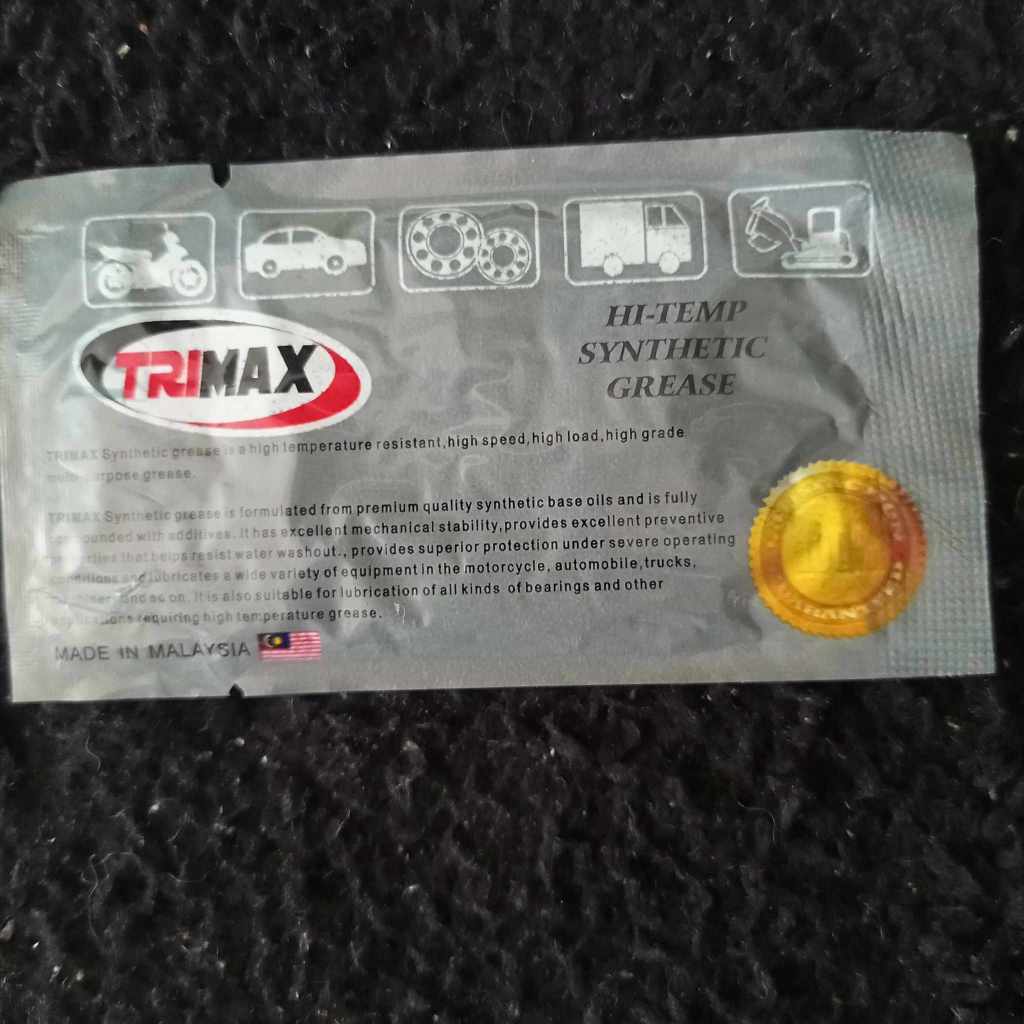 TRIMAX
HI-TEMP
SYNTHETIC
GREASE
TRIMAX Synthetic grease is a high temperature resistant,high speed,high load,high grade
grease.
TRIMAX Synthetic grease is formulated from premium quality synthetic base oils and is fully
with additives. It has excellent mechanical stability,provides excellent preventive
that helps resist water washout., provides superior protection under severe operating
conditions and lubricates a wide variety of equipment in the motorcycle, automobile,trucks,
and so on. It is also suitable for lubrication of all kinds of bearings and other
applications requiring high temperature grease.
MADE IN MALAYSIA